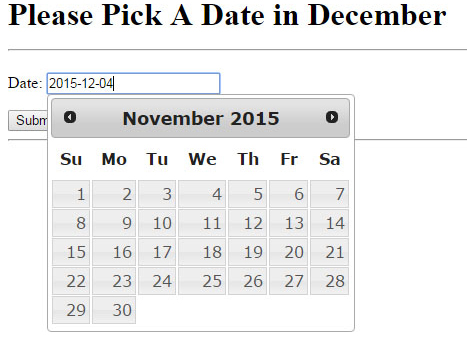 Please Pick A Date in December
Date: 2015-12-04
Subm
November 2015
Su Mo Tu We Th Fr Sa
1 2 3 4 5 6 7
8 9 10 11 12 13 14
15 16 17 18 19 20 21
22 23 24 25 26 27 28
29 30